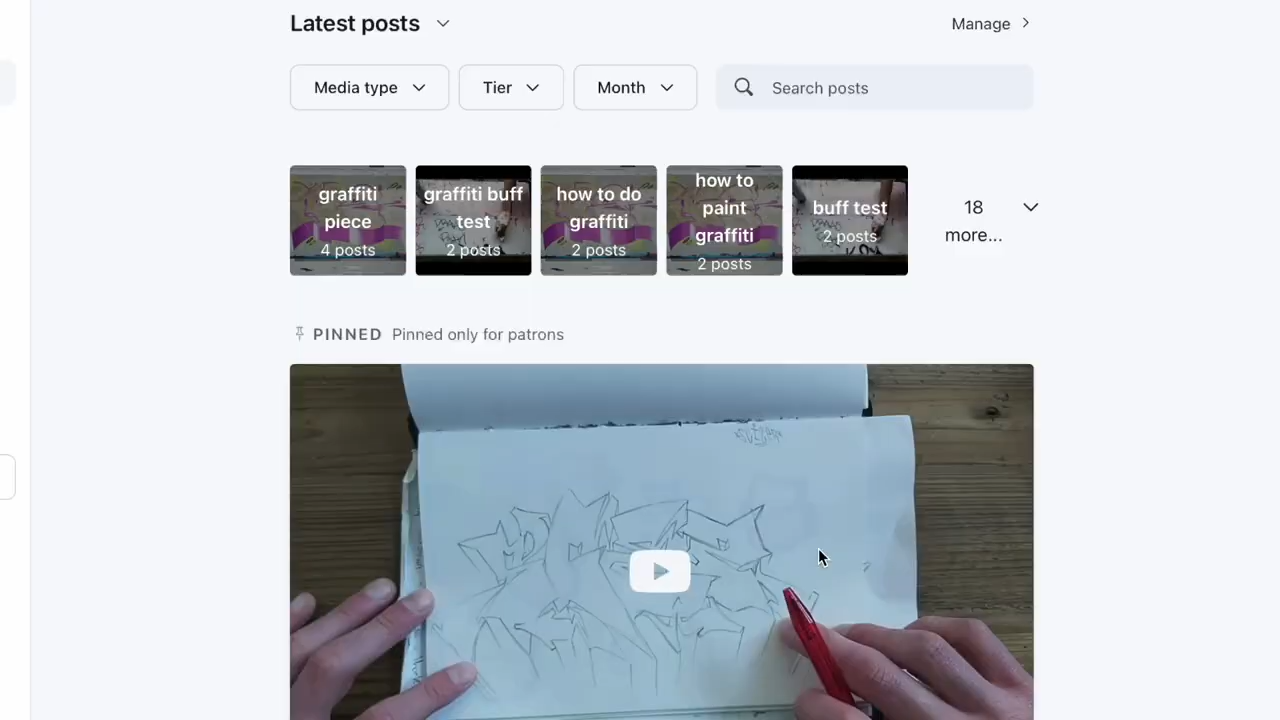 Latest posts
Manage
Media type
Tier
Month
Search posts
graffiti
piece
4 posts
graffiti buff
test
2 posts
how to do
graffiti
2 posts
how to
paint
graffiti
2 posts
buff test
2 posts
18
more...
PINNED Pinned only for patrons